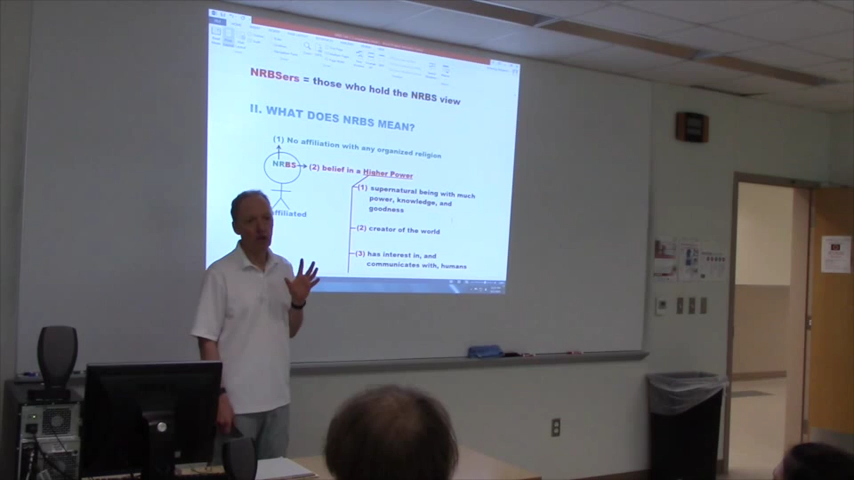 NRBSers = those who hold the NRBS view
II. WHAT DOES NRBS MEAN?
(1) No affiliation with any organized religion
NRBS
(2) belief in a Higher Power
(1) supernatural being with much
power, knowledge, and
goodness
affiliated
(2) creator of the world
(3) has interest in, and
communicates with, humans